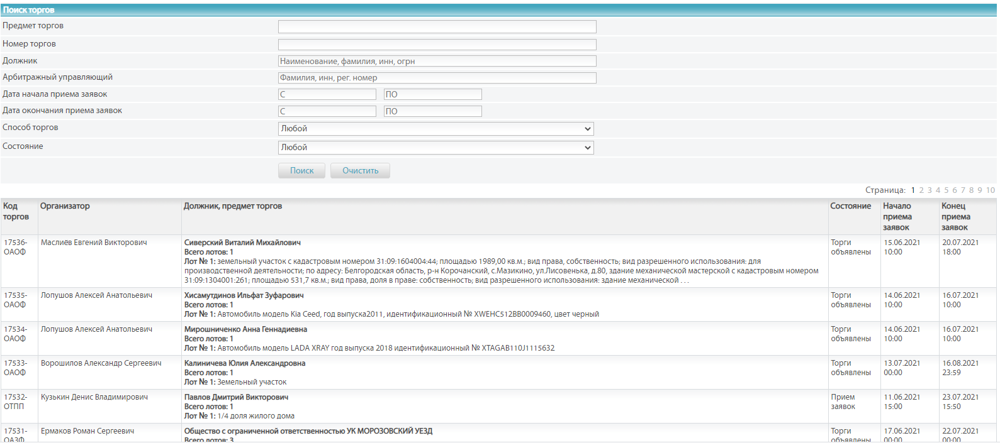 Поиск торгов
Предмет торгов
Номер торгов
Должник Наименование, фамилия, инн, огрн
Арбитражный управляющий Фамилия, инн, рег. номер
Дата начала приема заявок С ПО
Дата окончания приема заявок С ПО
Способ торгов Любой
Состояние Любой
Поиск Очистить
Страница: 1 2 3 4 5 6 7 8 9 10
Код торгов Организатор Должник, предмет торгов Состояние Начало приема заявок Конец приема заявок
17536-ОАОФ Маслиёв Евгений Викторович
Сиверский Виталий Михайлович
Всего лотов: 1
Лот № 1: земельный участок с кадастровым номером 31:09:1604004:44; площадью 1989,00 кв.м.; вид права, собственность; вид разрешенного использования: для
производственной деятельности; по адресу: Белгородская область, р-н Корочанский, с.Мазикино, ул.Лисовенька, д.80, здание механической мастерской с кадастровым номером
31:09:1304001:261; площадью 531,7 кв.м.; вид права, доля в праве: собственность; вид разрешенного использования: здание механической . . .
Торги объявлены 15.06.2021 10:00 20.07.2021 18:00
17535-ОАОФ Лопушов Алексей Анатольевич
Хисамутдинов Ильфат Зуфарович
Всего лотов: 1
Лот № 1: Автомобиль модель Kia Ceed, год выпуска2011, идентификационный № XWEHC512BB0009460, цвет черный
Торги объявлены 14.06.2021 10:00 16.07.2021 10:00
17534-ОАОФ Лопушов Алексей Анатольевич
Мирошниченко Анна Геннадиевна
Всего лотов: 1
Лот № 1: Автомобиль модель LADA XRAY год выпуска 2018 идентификационный № XTAGAB110J1115632
Торги объявлены 14.06.2021 10:00 16.07.2021 10:00
17533-ОАОФ Ворошилов Александр Сергеевич
Калиничева Юлия Александровна
Всего лотов: 1
Лот № 1: Земельный участок
Торги объявлены 13.07.2021 00:00 16.08.2021 23:59
17532-ОТПП Кузькин Денис Владимирович
Павлов Дмитрий Викторович
Всего лотов: 1
Лот № 1: 1/4 доля жилого дома
Прием заявок 11.06.2021 15:00 23.07.2021 15:50
17531-ОАЗФ Ермаков Роман Сергеевич
Общество с ограниченной ответственностью УК МОРОЗОВСКИЙ УЕЗД
Всего лотов: 3
Торги объявлены 17.06.2021 00:00 22.07.2021 00:00